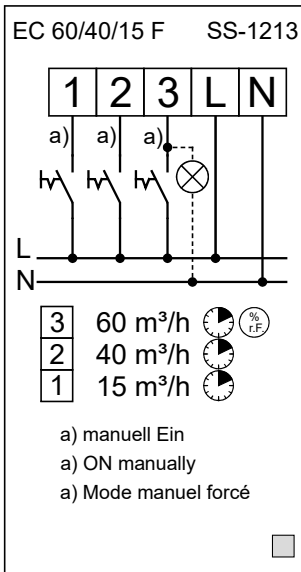 EC 60/40/15 F SS-1213
1 2 3 L N
a) a) a)
L
N
3 60 m³/h % r.F.
2 40 m³/h
1 15 m³/h
a) manuell Ein
a) ON manually
a) Mode manuel forcé